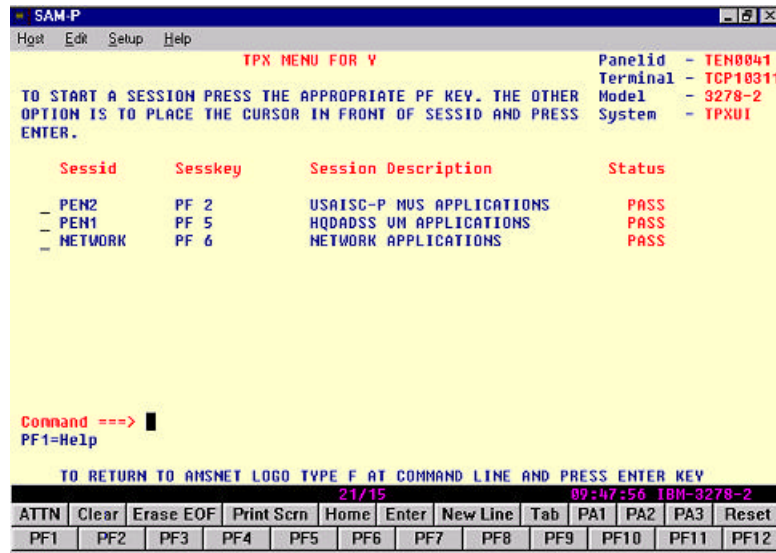 SAM-P
Host Edit Setup Help
TPX MENU FOR V
Panelid - TEN0041
Terminal - TCP10311
Model - 3278-2
System - TPXUI
TO START A SESSION PRESS THE APPROPRIATE PF KEY. THE OTHER
OPTION IS TO PLACE THE CURSOR IN FRONT OF SESSID AND PRESS
ENTER.
Sessid Sesskey Session Description Status
_ PEN2 PF 2 USAISC-P MVS APPLICATIONS PASS
_ PEN1 PF 5 HQDADSS VM APPLICATIONS PASS
_ NETWORK PF 6 NETWORK APPLICATIONS PASS
Command ===>
PF1=Help
TO RETURN TO AMSNET LOGO TYPE F AT COMMAND LINE AND PRESS ENTER KEY
21/15 09:47:56 IBM-3278-2
ATTN Clear Erase EOF Print Scrn Home Enter New Line Tab PA1 PA2 PA3 Reset
PF1 PF2 PF3 PF4 PF5 PF6 PF7 PF8 PF9 PF10 PF11 PF12